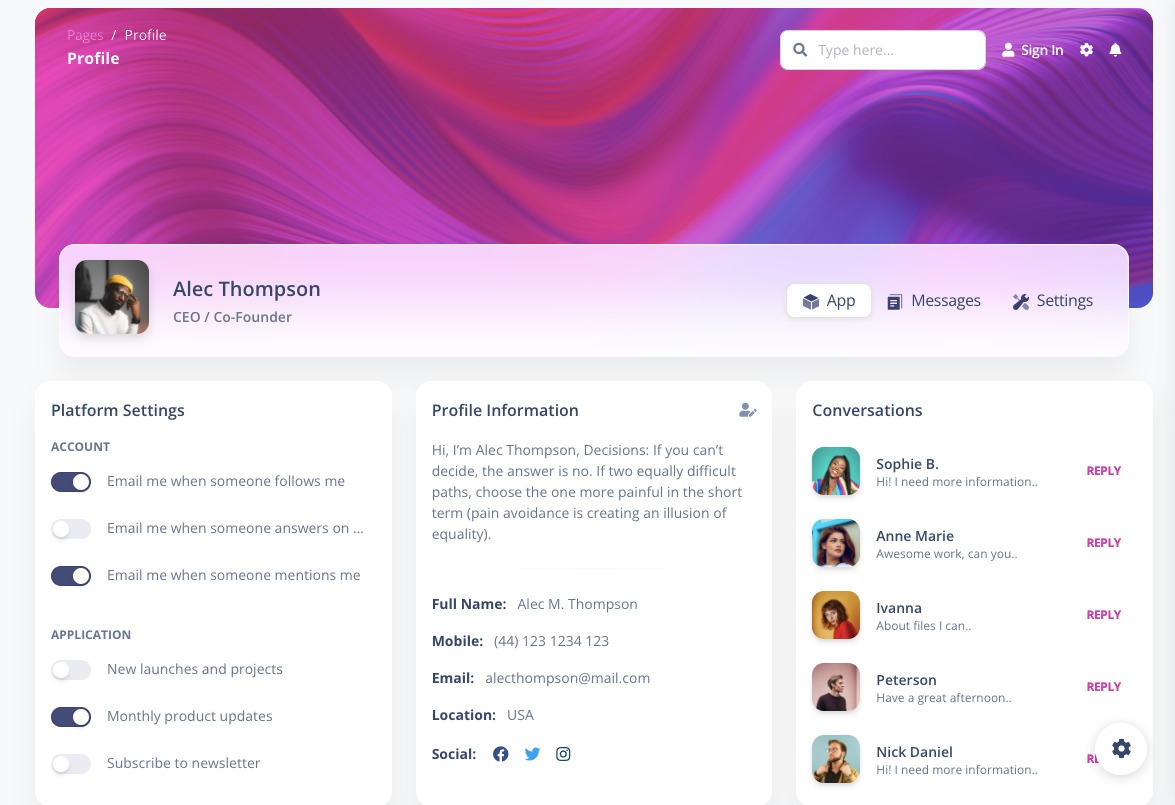 Pages / Profile
Profile
Type here...
Sign In
Alec Thompson
CEO / Co-Founder
App
Messages
Settings
Platform Settings
ACCOUNT
Email me when someone follows me
Email me when someone answers on ...
Email me when someone mentions me
APPLICATION
New launches and projects
Monthly product updates
Subscribe to newsletter
Profile Information
Hi, I’m Alec Thompson, Decisions: If you can’t
decide, the answer is no. If two equally difficult
paths, choose the one more painful in the short
term (pain avoidance is creating an illusion of
equality).
Full Name: Alec M. Thompson
Mobile: (44) 123 1234 123
Email: alecthompson@mail.com
Location: USA
Social:
Conversations
Sophie B.
Hi! I need more information..
REPLY
Anne Marie
Awesome work, can you..
REPLY
Ivanna
About files I can..
REPLY
Peterson
Have a great afternoon..
REPLY
Nick Daniel
Hi! I need more information..